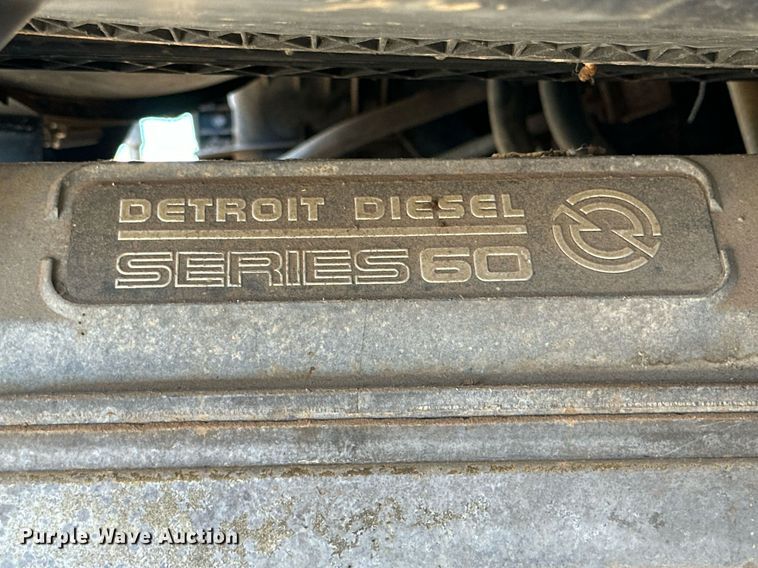 DETROIT DIESEL
SERIES 60
Purple Wave Auction